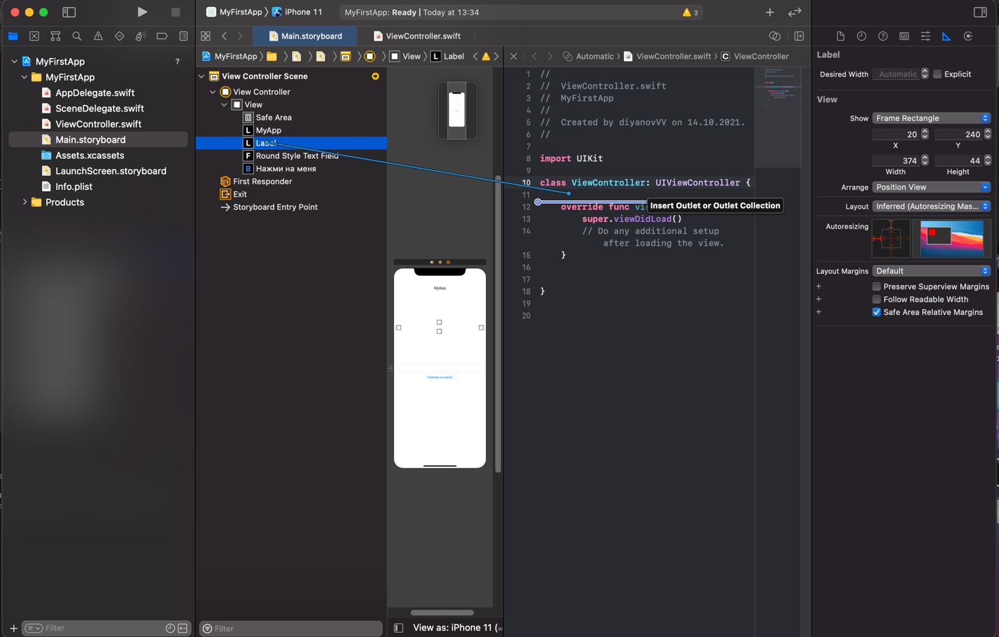 MyFirstApp
iPhone 11
MyFirstApp: Ready | Today at 13:34
3
Main.storyboard
ViewController.swift
MyFirstApp
?
MyFirstApp
AppDelegate.swift
SceneDelegate.swift
ViewController.swift
Main.storyboard
Assets.xcassets
LaunchScreen.storyboard
Info.plist
Products
Filter
MyFirstApp
View
L Label
View Controller Scene
View Controller
View
Safe Area
L MyApp
L Label
F Round Style Text Field
B Нажми на меня
First Responder
Exit
Storyboard Entry Point
Filter
MyApp
Нажми на меня
View as: iPhone 11
Automatic
ViewController.swift
C ViewController
1 //
2 // ViewController.swift
3 // MyFirstApp
4 //
5 // Created by diyanovVV on 14.10.2021.
6 //
7
8 import UIKit
9
10 class ViewController: UIViewController {
11
12 override func
Insert Outlet or Outlet Collection
13 super.viewDidLoad()
14 // Do any additional setup
after loading the view.
15 }
16
17
18 }
19
20
Label
Desired Width Automatic Explicit
View
Show Frame Rectangle
20 240
X Y
374 44
Width Height
Arrange Position View
Layout Inferred (Autoresizing Mas...
Autoresizing
Layout Margins Default
Preserve Superview Margins
Follow Readable Width
Safe Area Relative Margins